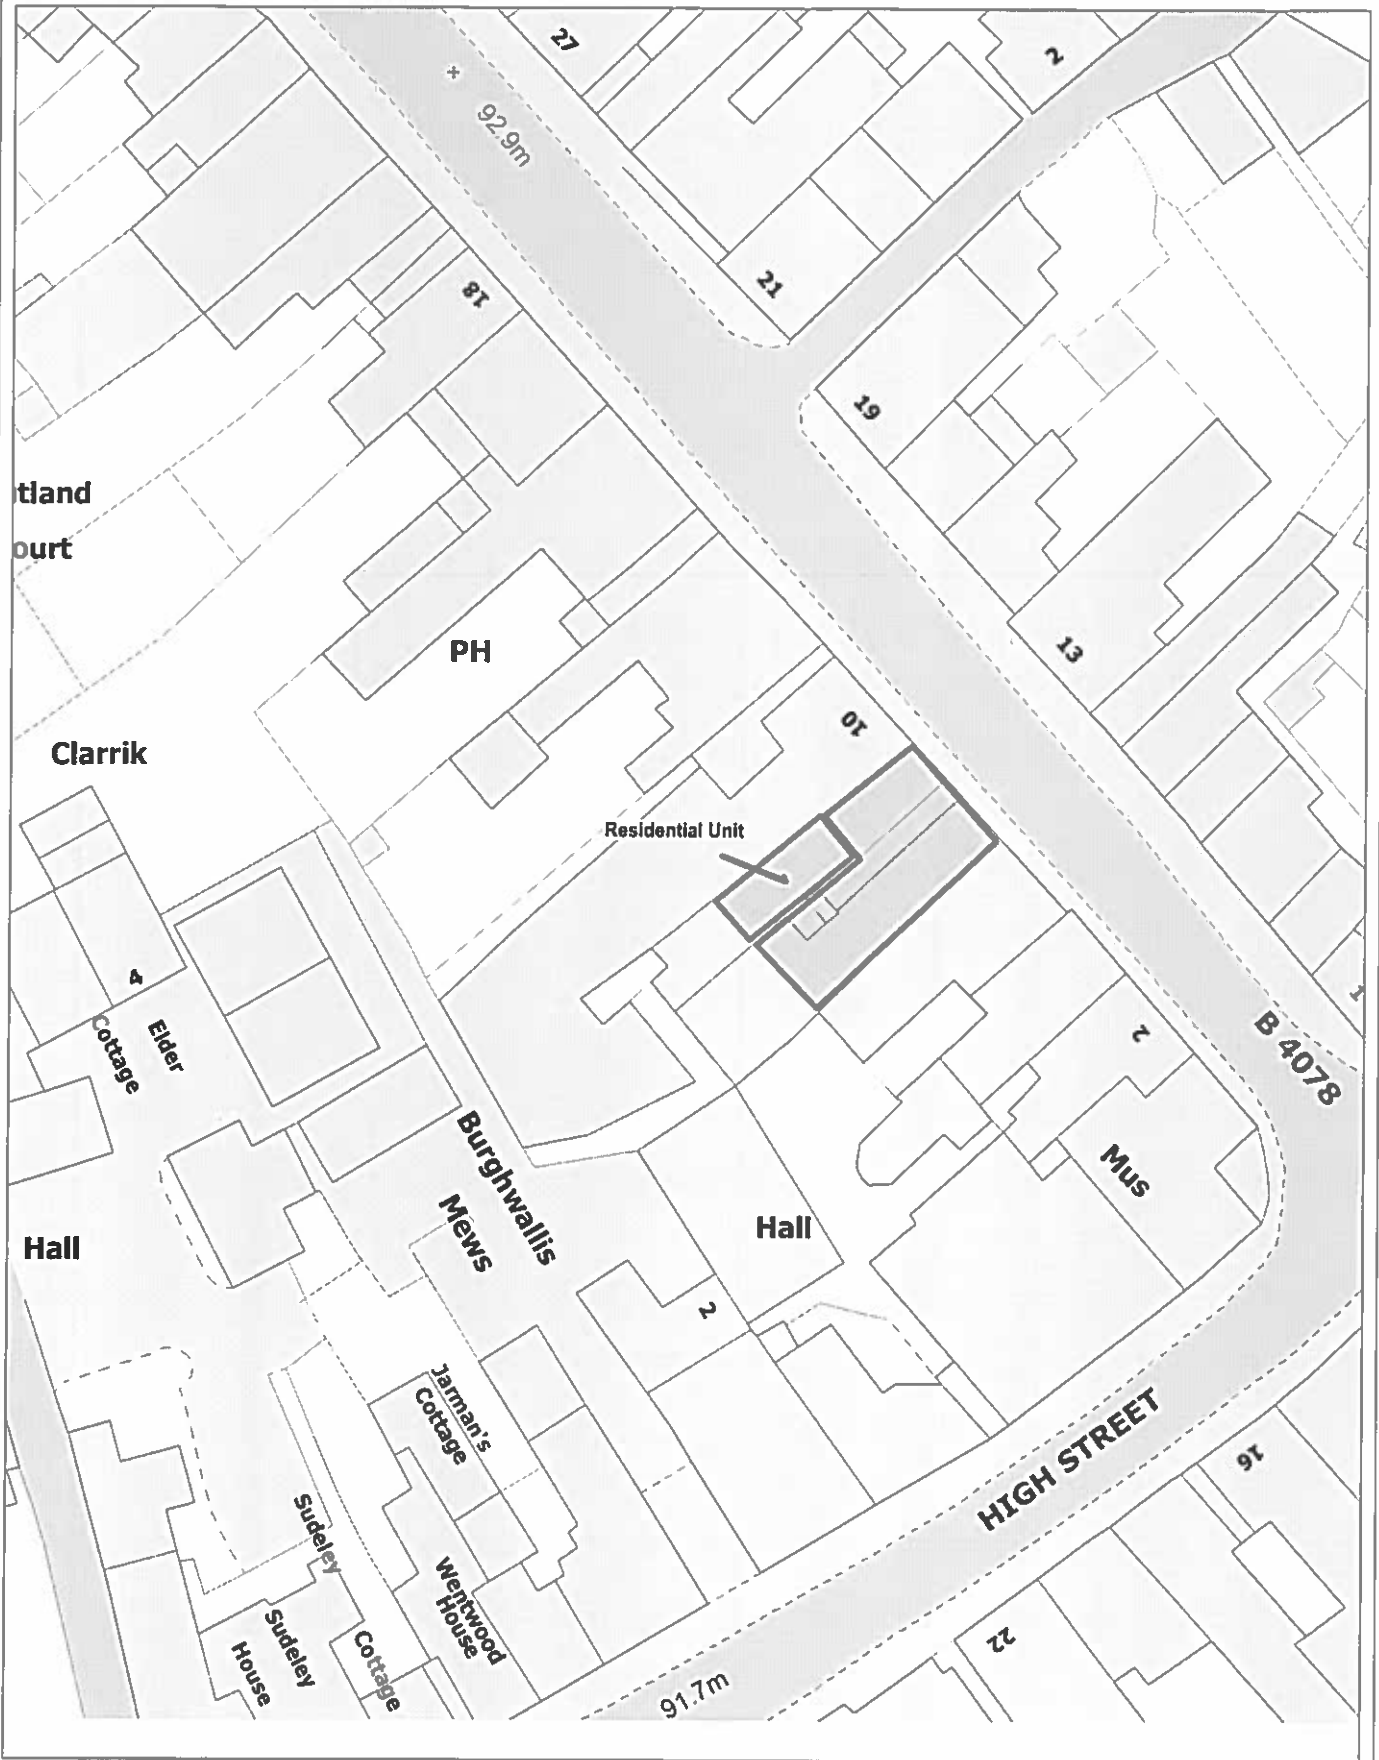 27
2
92.9m
21
18
19
tland
ourt
13
PH
10
Clarrik
Residential Unit
4
Elder
Cottage
2
B 4078
1
Burghwallis
Mews
Mus
Hall
Hall
2
Jarman's
Cottage
HIGH STREET
16
Sudeley
Cottage
Wentwood
House
Sudeley
House
22
91.7m